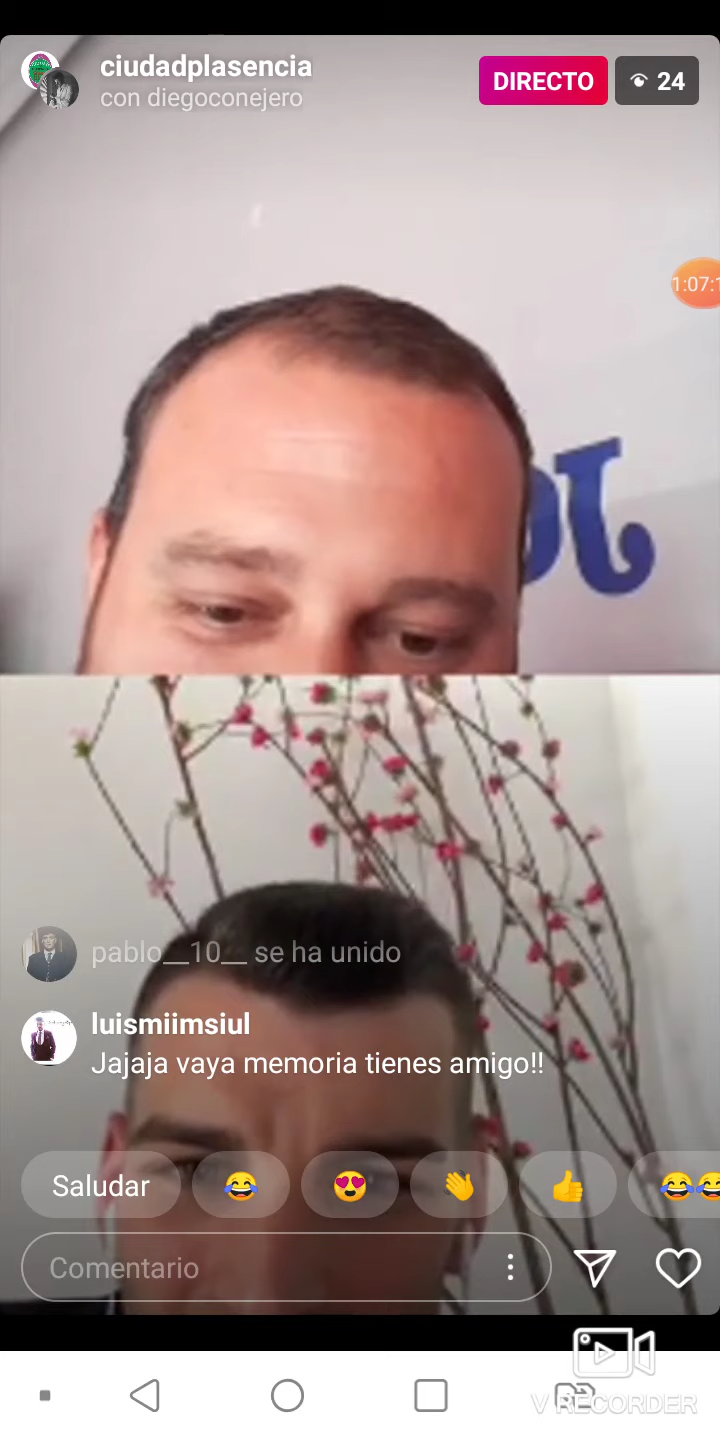 ciudadplasencia
con diegoconejero
DIRECTO
24
1:07:1
pablo__10__ se ha unido
luismiimsiul
Jajaja vaya memoria tienes amigo!!
Saludar
Comentario
V RECORDER